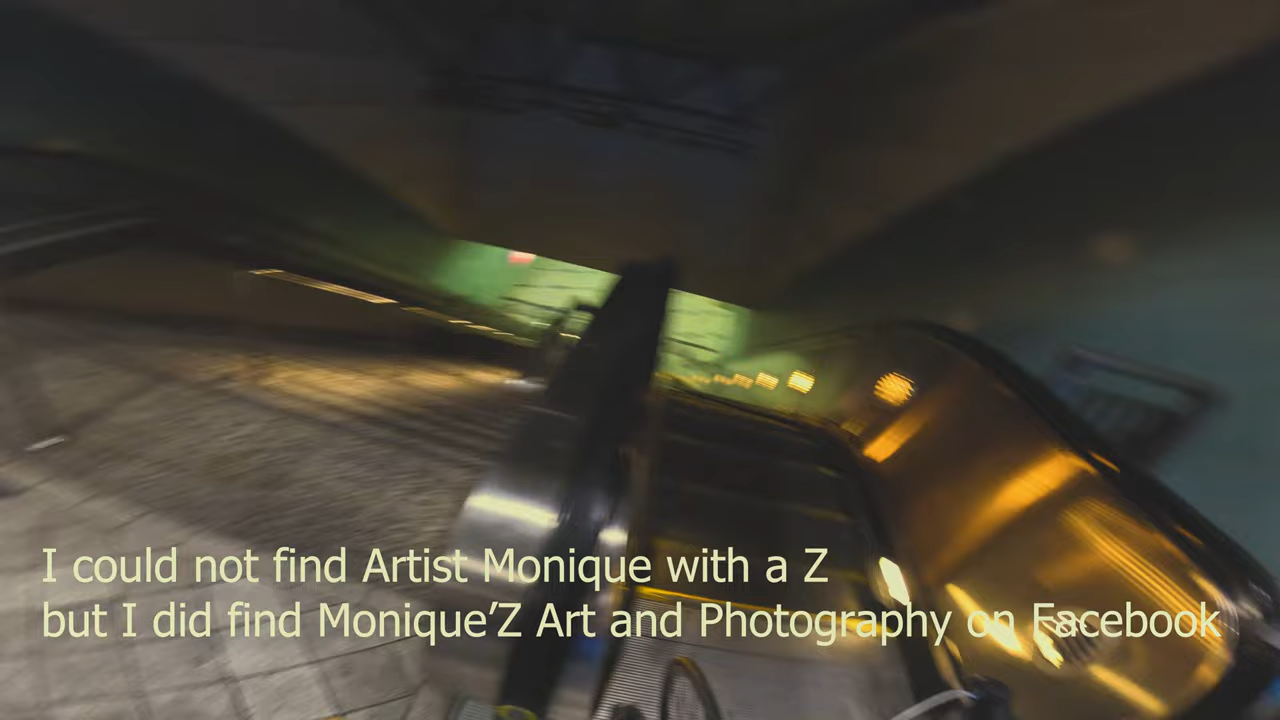 I could not find Artist Monique with a Z
but I did find Monique’Z Art and Photography on Facebook